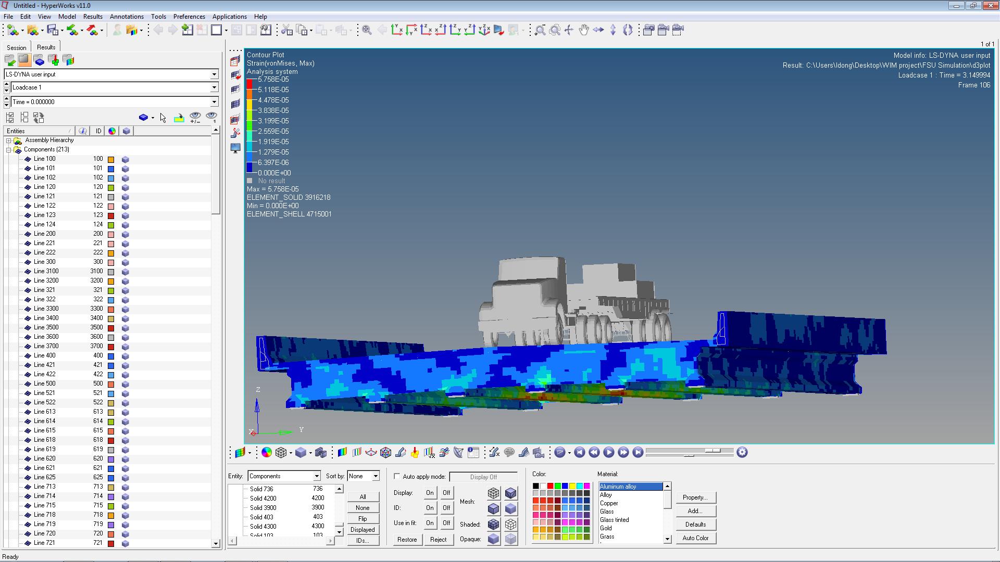 Untitled - HyperWorks v11.0
File Edit View Model Results Annotations Tools Preferences Applications Help
Session Results
1 of 1
LS-DYNA user input
Loadcase 1
Time = 0.000000
Entities ID
Assembly Hierarchy
Components (213)
Line 100 100
Line 101 101
Line 102 102
Line 120 120
Line 121 121
Line 122 122
Line 123 123
Line 124 124
Line 200 200
Line 221 221
Line 222 222
Line 300 300
Line 3100 3100
Line 3200 3200
Line 321 321
Line 322 322
Line 3300 3300
Line 3400 3400
Line 3500 3500
Line 3600 3600
Line 3700 3700
Line 400 400
Line 421 421
Line 422 422
Line 500 500
Line 521 521
Line 522 522
Line 613 613
Line 614 614
Line 615 615
Line 618 618
Line 619 619
Line 620 620
Line 621 621
Line 625 625
Line 713 713
Line 714 714
Line 715 715
Line 718 718
Line 719 719
Line 720 720
Line 721 721
Contour Plot
Strain(vonMises, Max)
Analysis system
5.758E-05
5.118E-05
4.478E-05
3.838E-05
3.199E-05
2.559E-05
1.919E-05
1.279E-05
6.397E-06
0.000E+00
No result
Max = 5.758E-05
ELEMENT_SOLID 3916218
Min = 0.000E+00
ELEMENT_SHELL 4715001
Model info: LS-DYNA user input
Result: C:\Users\ldong\Desktop\WIM project\FSU Simulation\d3plot
Loadcase 1 : Time = 3.149994
Frame 106
Z
X
Y
Entity: Components Sort by: None
Solid 736 736
Solid 4200 4200
Solid 3900 3900
Solid 403 403
Solid 4300 4300
Solid 103 103
All
None
Flip
Displayed
IDs...
Auto apply mode: Display Off
Display: On Off
ID: On Off
Use in fit: On Off
Restore Reject
Mesh:
Shaded:
Opaque:
Color:
Material:
Aluminum alloy
Alloy
Copper
Glass
Glass tinted
Gold
Grass
Property...
Add...
Defaults
Auto Color
Ready